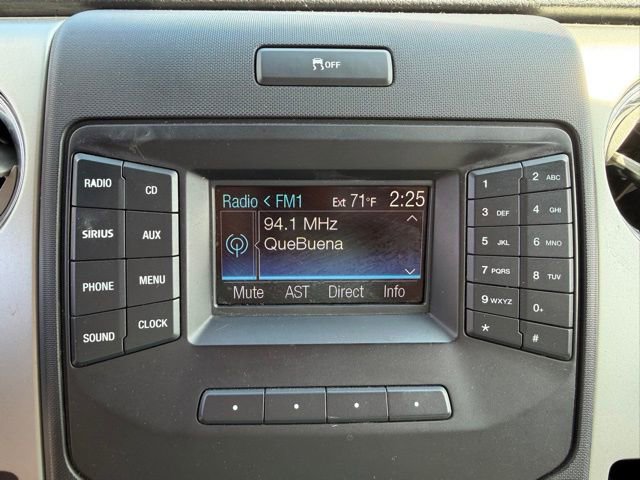 OFF
Radio < FM1 Ext 71°F 2:25
94.1 MHz
QueBuena
Mute AST Direct Info
RADIO CD
SIRIUS AUX
PHONE MENU
SOUND CLOCK
1 2 ABC
3 DEF 4 GHI
5 JKL 6 MNO
7 PQRS 8 TUV
9 WXYZ 0+
* #